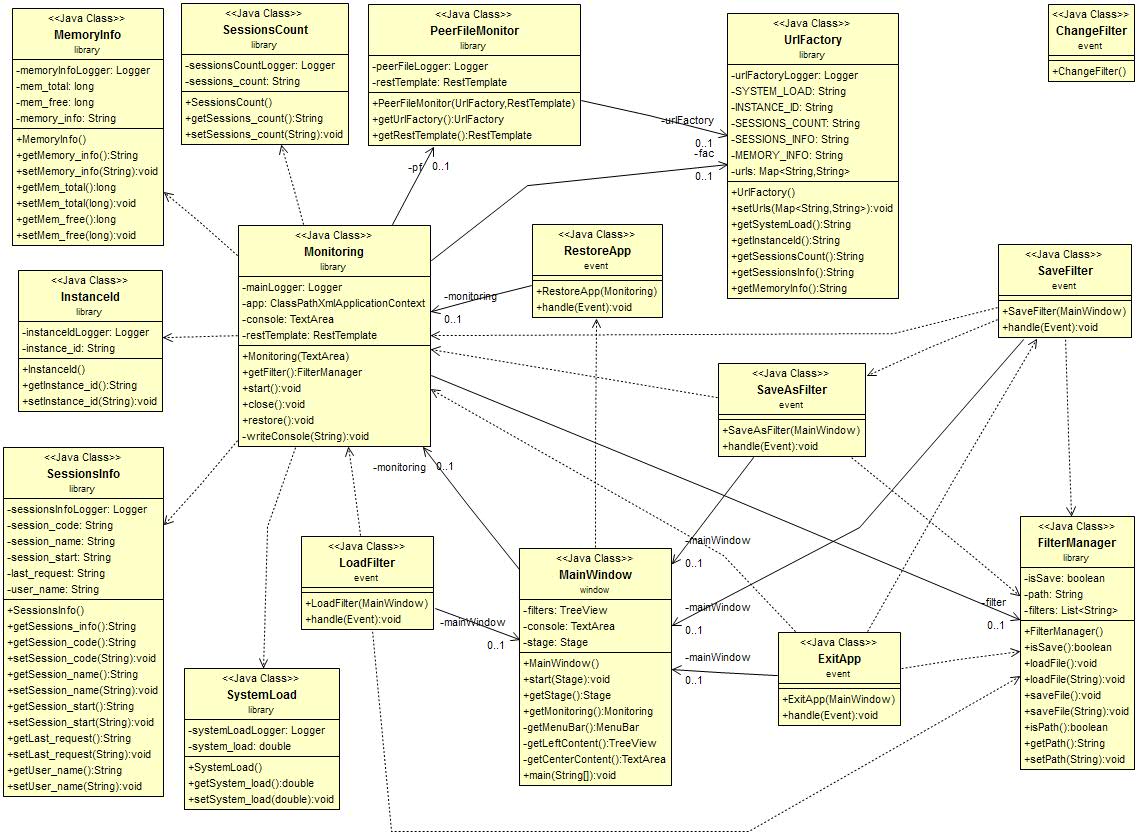 <<Java Class>>
MemoryInfo
library
-memoryInfoLogger: Logger
-mem_total: long
-mem_free: long
-memory_info: String
+MemoryInfo()
+getMemory_info():String
+setMemory_info(String):void
+getMem_total():long
+setMem_total(long):void
+getMem_free():long
+setMem_free(long):void
<<Java Class>>
SessionsCount
library
-sessionsCountLogger: Logger
-sessions_count: String
+SessionsCount()
+getSessions_count():String
+setSessions_count(String):void
<<Java Class>>
PeerFileMonitor
library
-peerFileLogger: Logger
-restTemplate: RestTemplate
+PeerFileMonitor(UrlFactory,RestTemplate)
+getUrlFactory():UrlFactory
+getRestTemplate():RestTemplate
<<Java Class>>
UrlFactory
library
-urlFactoryLogger: Logger
-SYSTEM_LOAD: String
-INSTANCE_ID: String
-SESSIONS_COUNT: String
-SESSIONS_INFO: String
-MEMORY_INFO: String
-urls: Map<String,String>
+UrlFactory()
+setUrls(Map<String,String>):void
+getSystemLoad():String
+getInstanceId():String
+getSessionsCount():String
+getSessionsInfo():String
+getMemoryInfo():String
<<Java Class>>
ChangeFilter
event
+ChangeFilter()
-urlFactory
0..1
-fac
0..1
-pf
0..1
<<Java Class>>
Monitoring
library
-mainLogger: Logger
-app: ClassPathXmlApplicationContext
-console: TextArea
-restTemplate: RestTemplate
+Monitoring(TextArea)
+getFilter():FilterManager
+start():void
+close():void
+restore():void
-writeConsole(String):void
<<Java Class>>
RestoreApp
event
+RestoreApp(Monitoring)
+handle(Event):void
-monitoring
0..1
<<Java Class>>
SaveFilter
event
+SaveFilter(MainWindow)
+handle(Event):void
<<Java Class>>
InstanceId
library
-instanceIdLogger: Logger
-instance_id: String
+InstanceId()
+getInstance_id():String
+setInstance_id(String):void
<<Java Class>>
SaveAsFilter
event
+SaveAsFilter(MainWindow)
+handle(Event):void
<<Java Class>>
SessionsInfo
library
-sessionsInfoLogger: Logger
-session_code: String
-session_name: String
-session_start: String
-last_request: String
-user_name: String
+SessionsInfo()
+getSessions_info():String
+getSession_code():String
+setSession_code(String):void
+getSession_name():String
+setSession_name(String):void
+getSession_start():String
+setSession_start(String):void
+getLast_request():String
+setLast_request(String):void
+getUser_name():String
+setUser_name(String):void
-monitoring
0..1
<<Java Class>>
LoadFilter
event
+LoadFilter(MainWindow)
+handle(Event):void
-mainWindow
0..1
<<Java Class>>
MainWindow
window
-filters: TreeView
-console: TextArea
-stage: Stage
+MainWindow()
+start(Stage):void
+getStage():Stage
+getMonitoring():Monitoring
-getMenuBar():MenuBar
-getLeftContent():TreeView
-getCenterContent():TextArea
+main(String[]):void
-mainWindow
0..1
-mainWindow
0..1
-mainWindow
0..1
<<Java Class>>
ExitApp
event
+ExitApp(MainWindow)
+handle(Event):void
-filter
0..1
<<Java Class>>
FilterManager
library
-isSave: boolean
-path: String
-filters: List<String>
+FilterManager()
+isSave():boolean
+loadFile():void
+loadFile(String):void
+saveFile():void
+saveFile(String):void
+isPath():boolean
+getPath():String
+setPath(String):void
<<Java Class>>
SystemLoad
library
-systemLoadLogger: Logger
-system_load: double
+SystemLoad()
+getSystem_load():double
+setSystem_load(double):void